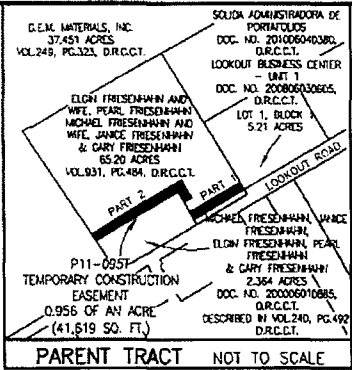 G.E.M. MATERIALS, INC.
37.451 ACRES
VOL.249, PG.323, D.R.C.C.T.
SOLIDA ADMINISTRADORA DE
PORTAFOLIOS
DOC. NO. 201006040380,
O.R.C.C.T.
LOOKOUT BUSINESS CENTER
- UNIT 1
DOC. NO. 200806030605,
O.R.C.C.T.
LOT 1, BLOCK 1
5.21 ACRES
ELGIN FRIESENHAHN AND
WIFE, PEARL FRIESENHAHN
MICHAEL FRIESENHAHN AND
WIFE, JANICE FRIESENHAHN
& GARY FRIESENHAHN
65.20 ACRES
VOL.931, PG.484, D.R.C.C.T.
PART 2
PART 1
LOOKOUT ROAD
P11-095T
TEMPORARY CONSTRUCTION
EASEMENT
0.956 OF AN ACRE
(41,619 SQ. FT.)
MICHAEL FRIESENHAHN, JANICE
FRIESENHAHN,
ELGIN FRIESENHAHN, PEARL
FRIESENHAHN
& GARY FRIESENHAHN
2.364 ACRES
DOC. NO. 200006010885,
O.R.C.C.T.
DESCRIBED IN VOL.240, PG.492
D.R.C.C.T.
PARENT TRACT NOT TO SCALE